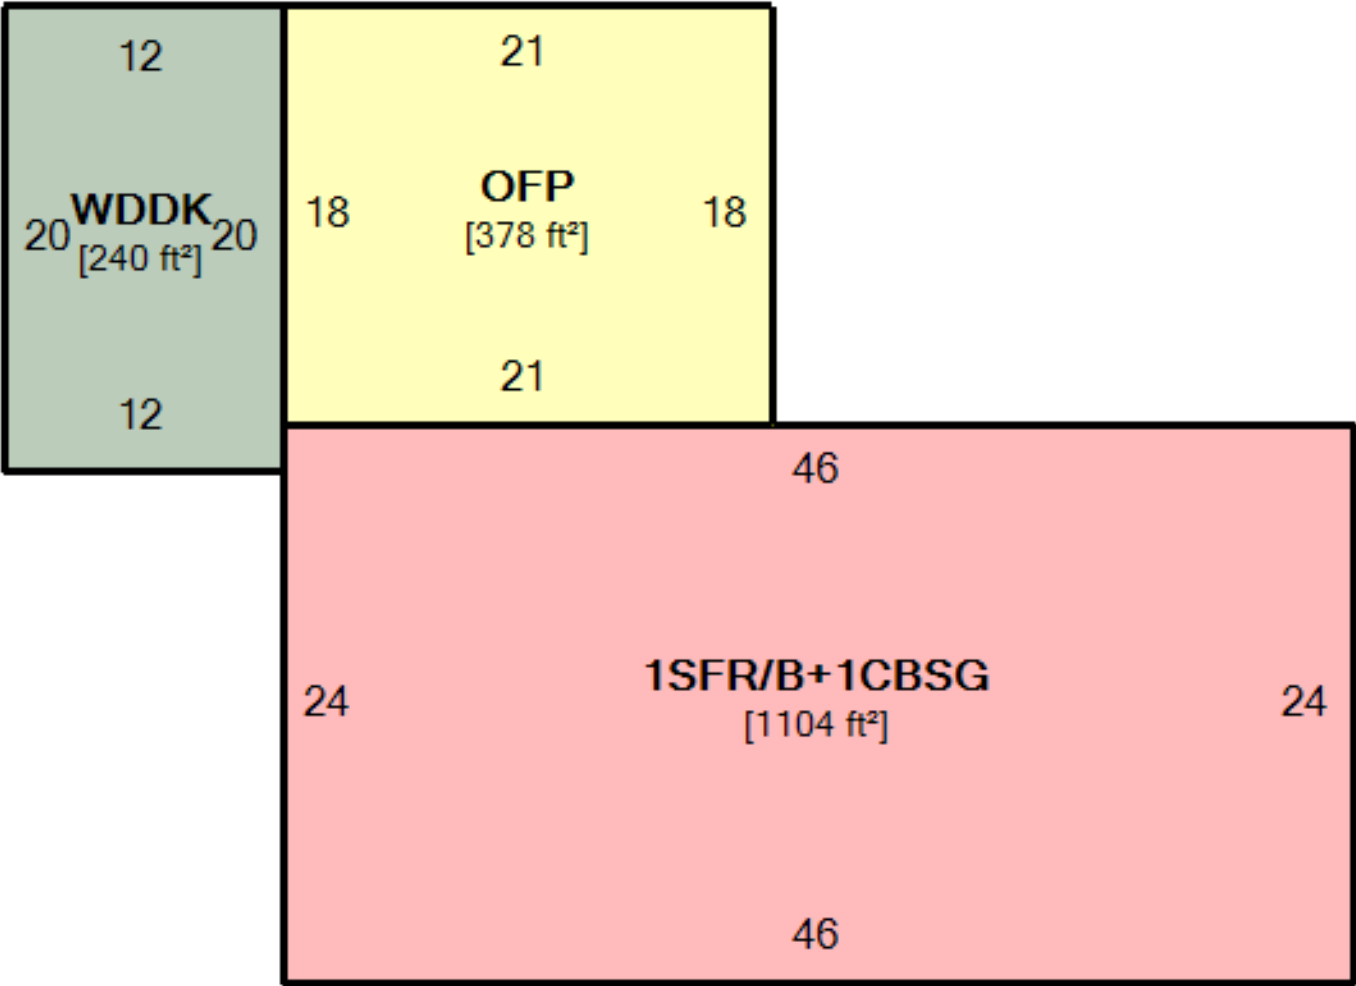 12
20 WDDK 20
[240 ft²]
12
21
18 OFP 18
[378 ft²]
21
46
24 1SFR/B+1CBSG 24
[1104 ft²]
46